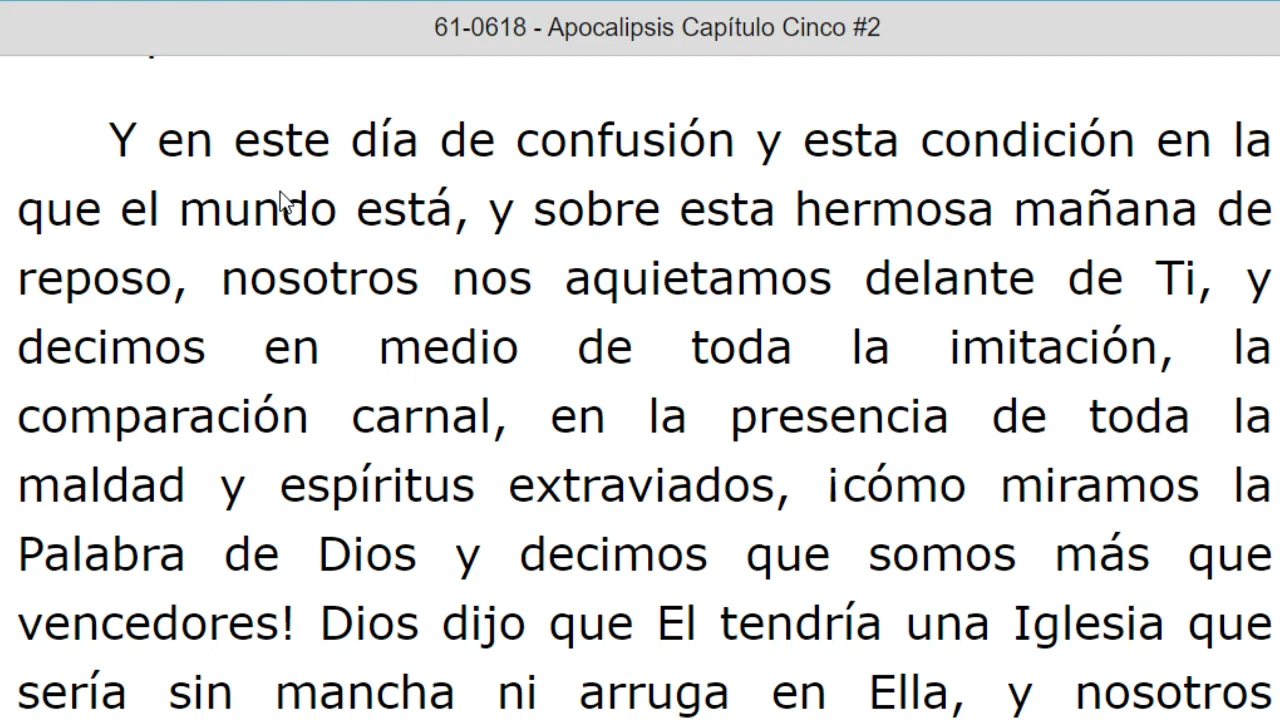 61-0618 - Apocalipsis Capítulo Cinco #2
Y en este día de confusión y esta condición en la
que el mundo está, y sobre esta hermosa mañana de
reposo, nosotros nos aquietamos delante de Ti, y
decimos en medio de toda la imitación, la
comparación carnal, en la presencia de toda la
maldad y espíritus extraviados, ¡cómo miramos la
Palabra de Dios y decimos que somos más que
vencedores! Dios dijo que El tendría una Iglesia que
sería sin mancha ni arruga en Ella, y nosotros